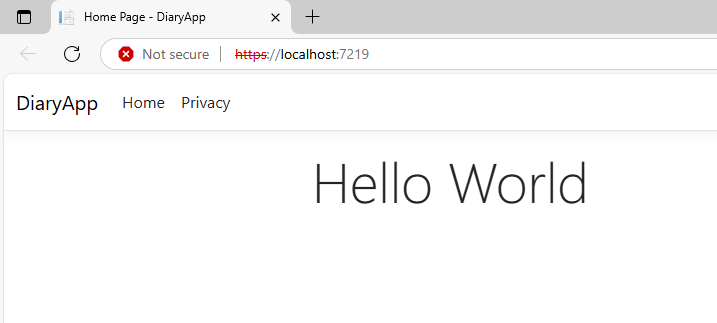 Home Page - DiaryApp
Not secure https://localhost:7219
DiaryApp Home Privacy
Hello World